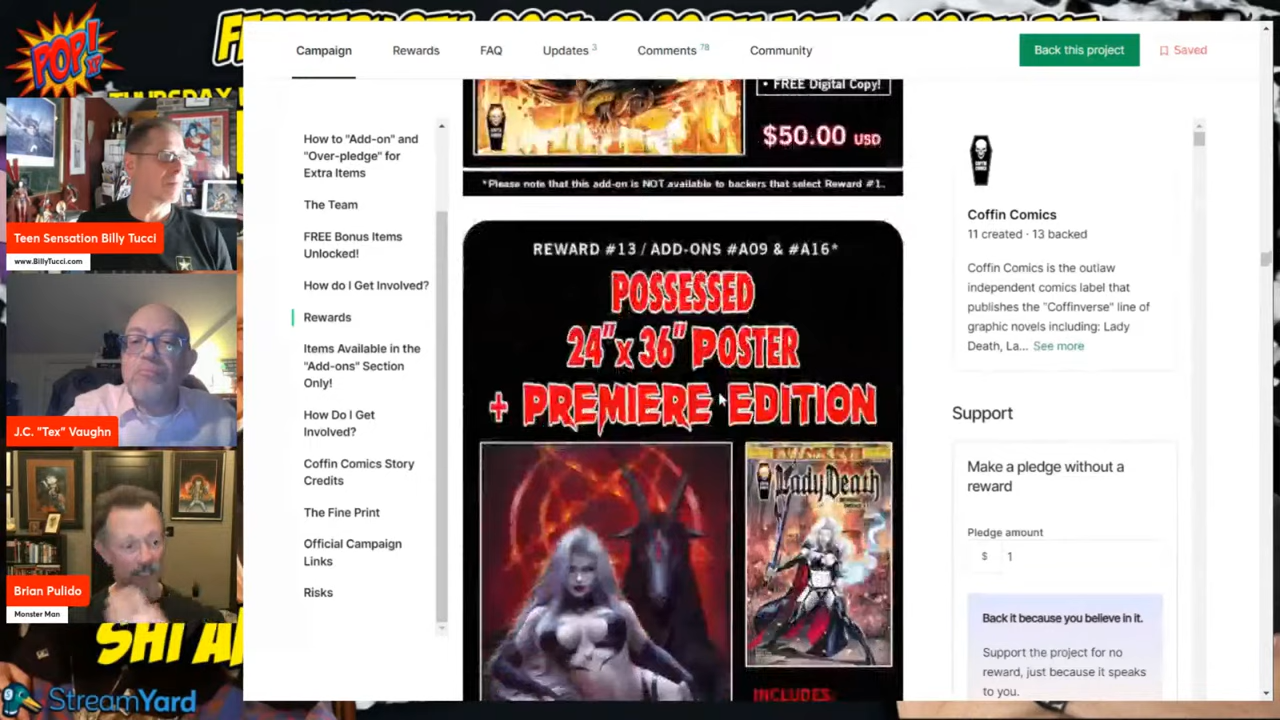 POP!
THURSDAY
SHI A
Teen Sensation Billy Tucci
www.BillyTucci.com
J.C. "Tex" Vaughn
Brian Pulido
Monster Man
StreamYard
Campaign
Rewards
FAQ
Updates 3
Comments 78
Community
Back this project
Saved
How to "Add-on" and
"Over-pledge" for
Extra Items
The Team
FREE Bonus Items
Unlocked!
How do I Get Involved?
Rewards
Items Available in the
"Add-ons" Section
Only!
How Do I Get
Involved?
Coffin Comics Story
Credits
The Fine Print
Official Campaign
Links
Risks
• FREE Digital Copy!
$50.00 USD
*Please note that this add-on is NOT available to backers that select Reward #1.
REWARD #13 / ADD-ONS #A09 & #A16*
POSSESSED
24" x 36" POSTER
+ PREMIERE EDITION
Lady Death
INCLUDES
Coffin Comics
11 created · 13 backed
Coffin Comics is the outlaw
independent comics label that
publishes the "Coffinverse" line of
graphic novels including: Lady
Death, La... See more
Support
Make a pledge without a
reward
Pledge amount
$ 1
Back it because you believe in it.
Support the project for no
reward, just because it speaks
to you.